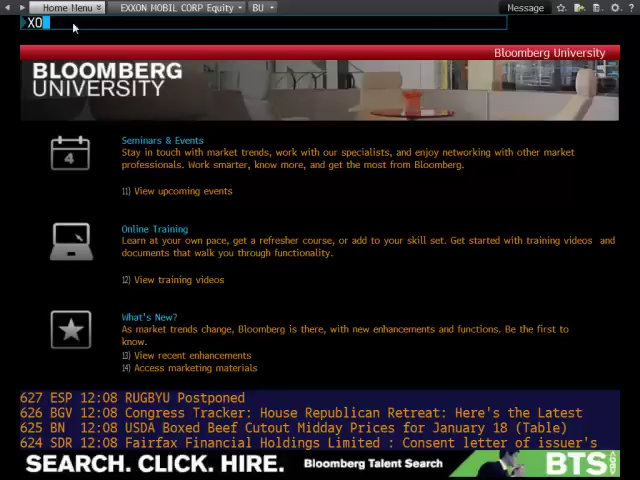 Home Menu EXXON MOBIL CORP Equity BU Message
XO
Bloomberg University
BLOOMBERG
UNIVERSITY
4
Seminars & Events
Stay in touch with market trends, work with our specialists, and enjoy networking with other market
professionals. Work smarter, know more, and get the most from Bloomberg.
11) View upcoming events
Online Training
Learn at your own pace, get a refresher course, or add to your skill set. Get started with training videos and
documents that walk you through functionality.
12) View training videos
What's New?
As market trends change, Bloomberg is there, with new enhancements and functions. Be the first to
know.
13) View recent enhancements
14) Access marketing materials
627 ESP 12:08 RUGBYU Postponed
626 BGV 12:08 Congress Tracker: House Republican Retreat: Here's the Latest
625 BN 12:08 USDA Boxed Beef Cutout Midday Prices for January 18 (Table)
624 SDR 12:08 Fairfax Financial Holdings Limited : Consent letter of issuer's
SEARCH. CLICK. HIRE. Bloomberg Talent Search BTS